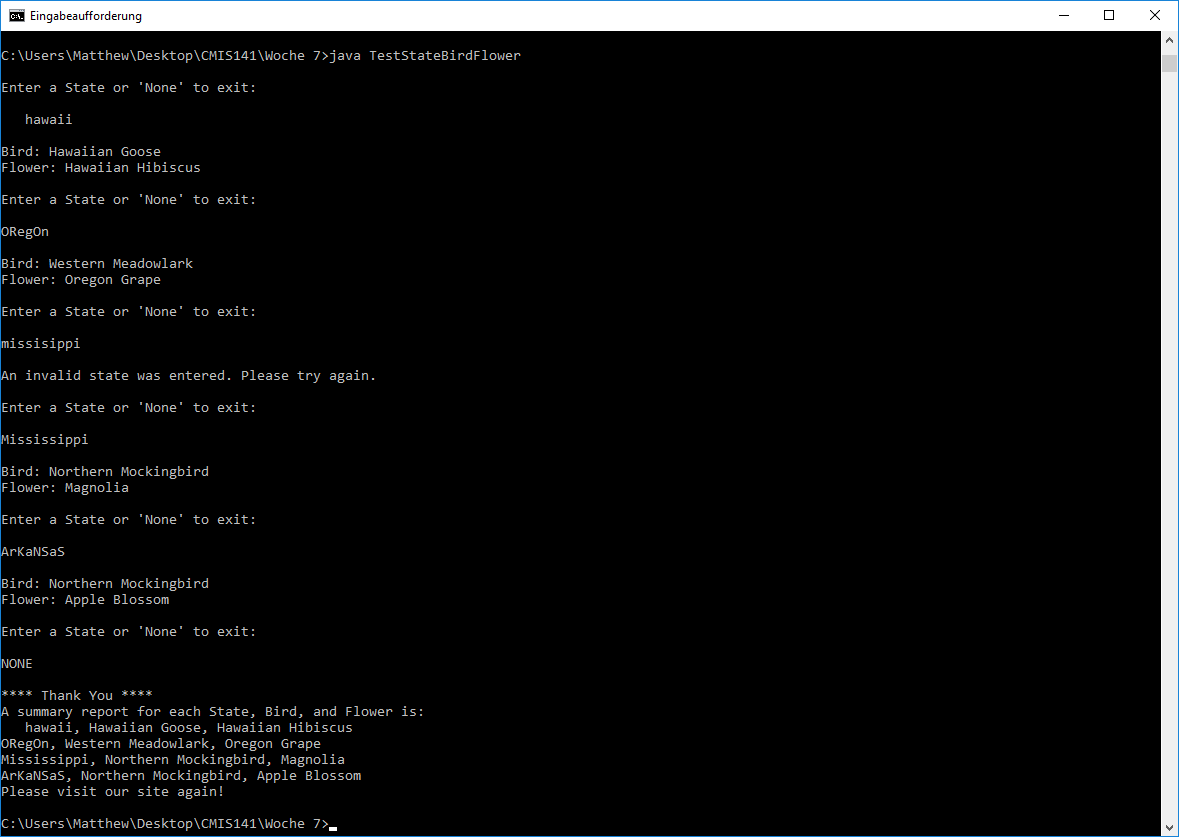 Eingabeaufforderung
C:\Users\Matthew\Desktop\CMIS141\Woche 7>java TestStateBirdFlower
Enter a State or 'None' to exit:
   hawaii
Bird: Hawaiian Goose
Flower: Hawaiian Hibiscus
Enter a State or 'None' to exit:
ORegOn
Bird: Western Meadowlark
Flower: Oregon Grape
Enter a State or 'None' to exit:
missisippi
An invalid state was entered. Please try again.
Enter a State or 'None' to exit:
Mississippi
Bird: Northern Mockingbird
Flower: Magnolia
Enter a State or 'None' to exit:
ArKaNSaS
Bird: Northern Mockingbird
Flower: Apple Blossom
Enter a State or 'None' to exit:
NONE
**** Thank You ****
A summary report for each State, Bird, and Flower is:
   hawaii, Hawaiian Goose, Hawaiian Hibiscus
ORegOn, Western Meadowlark, Oregon Grape
Mississippi, Northern Mockingbird, Magnolia
ArKaNSaS, Northern Mockingbird, Apple Blossom
Please visit our site again!
C:\Users\Matthew\Desktop\CMIS141\Woche 7>